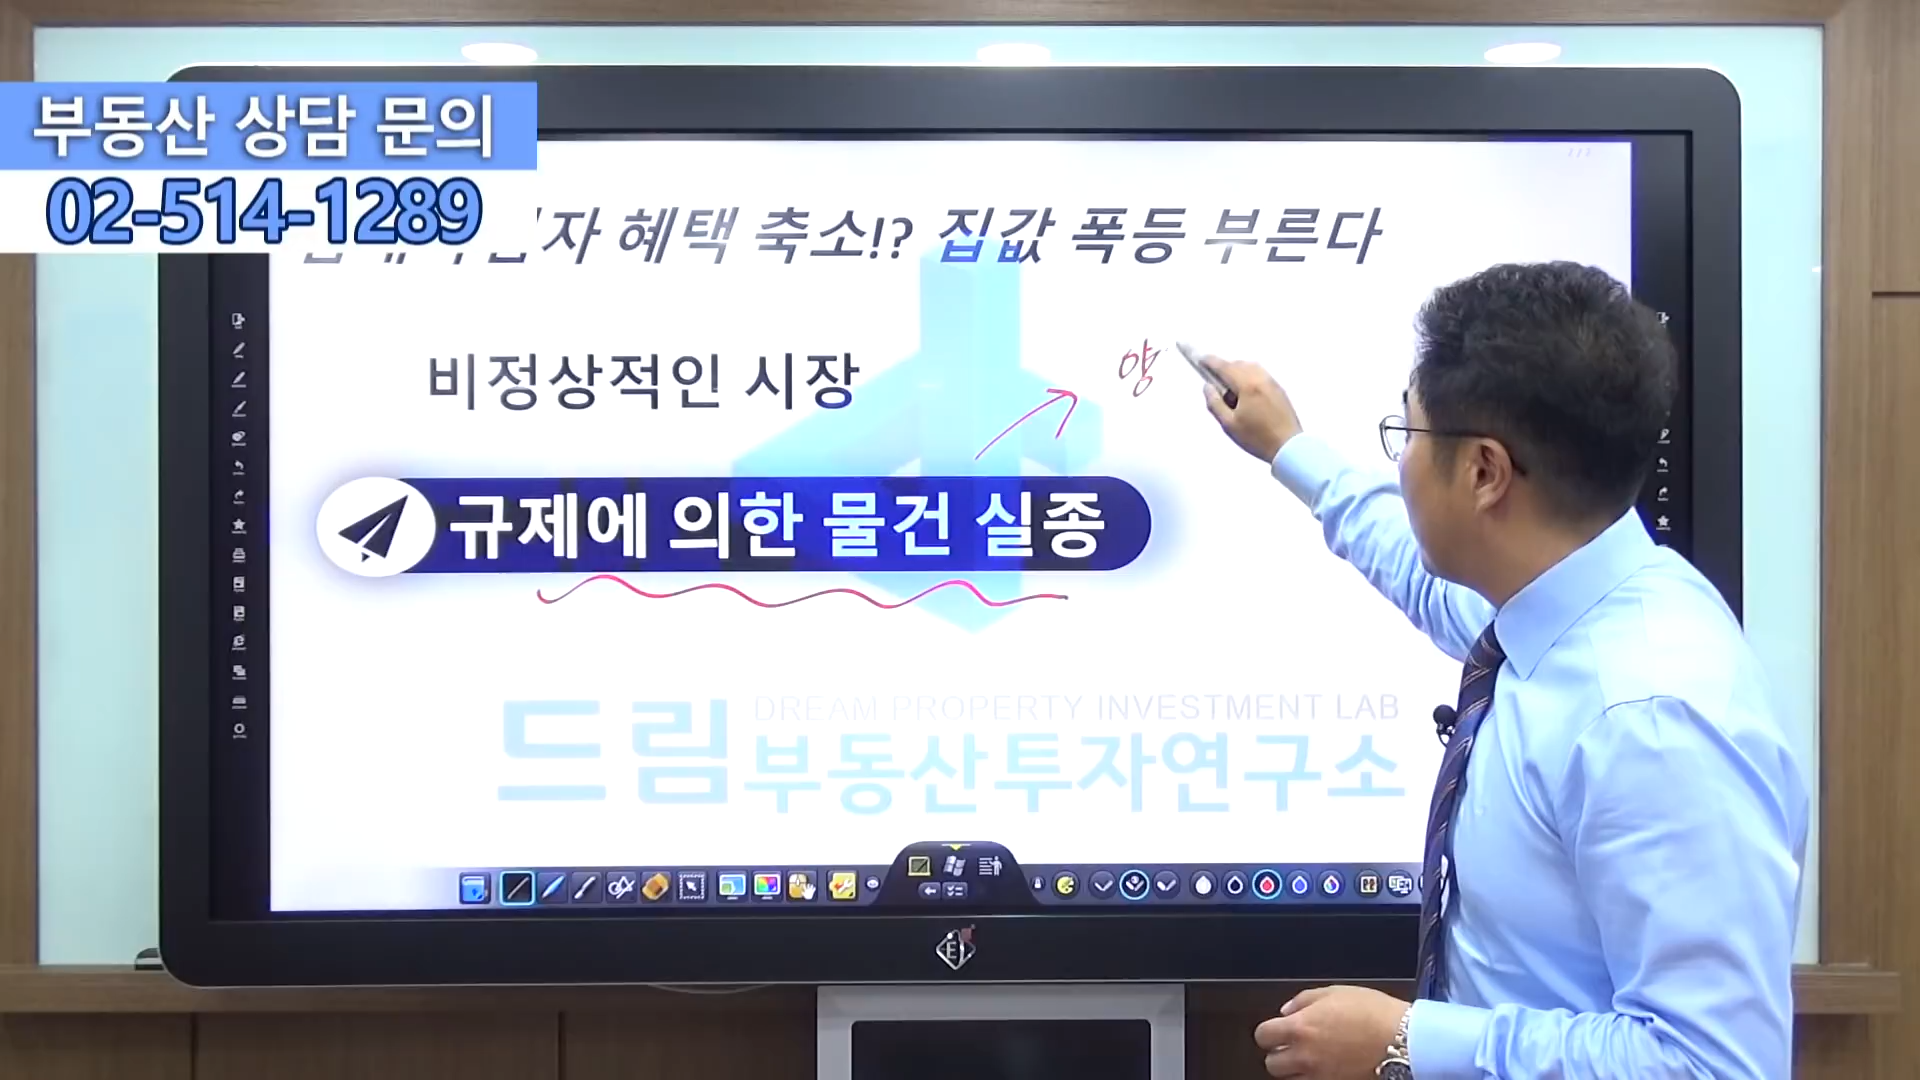 부동산 상담 문의
02-514-1289
혜택 축소!? 집값 폭등 부른다
비정상적인 시장
양
규제에 의한 물건 실종
드림 DREAM PROPERTY INVESTMENT LAB
부동산투자연구소